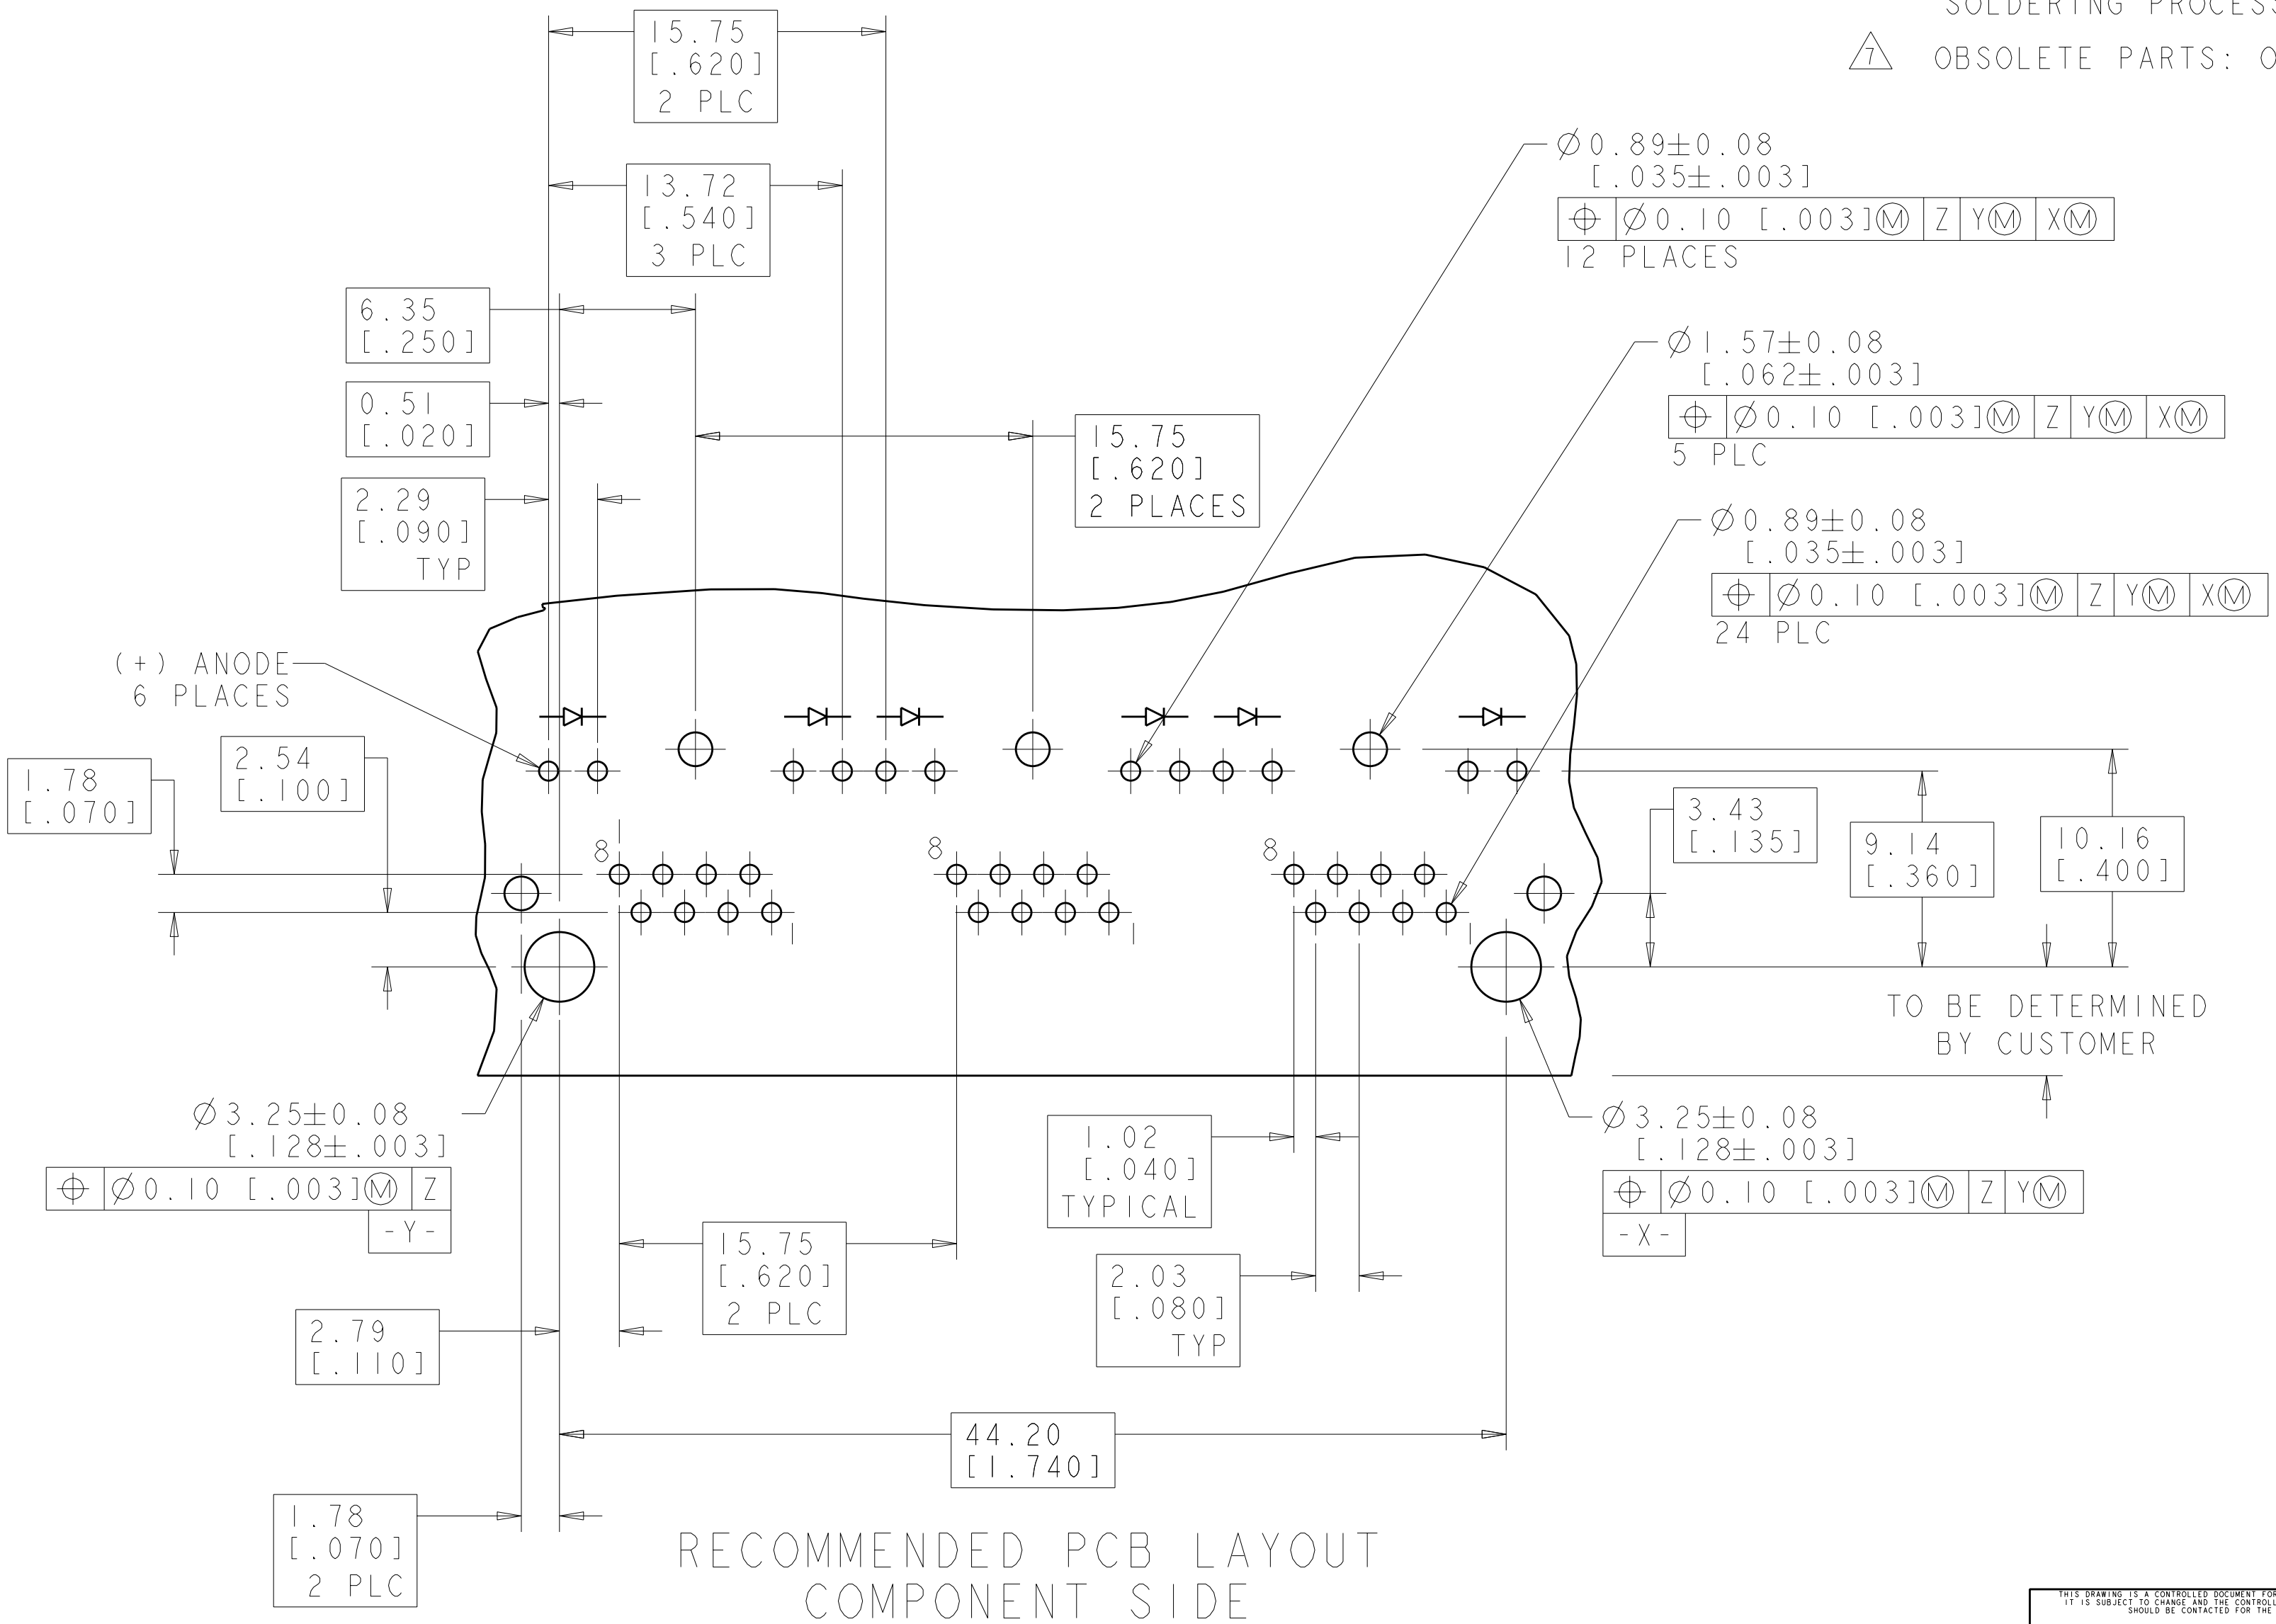 SOLDERING PROCESS
7 OBSOLETE PARTS: O
15.75
[.620]
2 PLC
13.72
[.540]
3 PLC
6.35
[.250]
0.51
[.020]
2.29
[.090]
TYP
15.75
[.620]
2 PLACES
Ø0.89±0.08
[.035±.003]
⌖ Ø0.10 [.003]Ⓜ Z YⓂ XⓂ
12 PLACES
Ø1.57±0.08
[.062±.003]
⌖ Ø0.10 [.003]Ⓜ Z YⓂ XⓂ
5 PLC
Ø0.89±0.08
[.035±.003]
⌖ Ø0.10 [.003]Ⓜ Z YⓂ XⓂ
24 PLC
(+) ANODE
6 PLACES
1.78
[.070]
2.54
[.100]
8
8
8
1
1
1
3.43
[.135]
9.14
[.360]
10.16
[.400]
TO BE DETERMINED
BY CUSTOMER
Ø3.25±0.08
[.128±.003]
⌖ Ø0.10 [.003]Ⓜ Z
-Y-
1.02
[.040]
TYPICAL
Ø3.25±0.08
[.128±.003]
⌖ Ø0.10 [.003]Ⓜ Z YⓂ
-X-
15.75
[.620]
2 PLC
2.03
[.080]
TYP
2.79
[.110]
44.20
[1.740]
1.78
[.070]
2 PLC
RECOMMENDED PCB LAYOUT
COMPONENT SIDE
THIS DRAWING IS A CONTROLLED DOCUMENT FOR
IT IS SUBJECT TO CHANGE AND THE CONTROLL
SHOULD BE CONTACTED FOR THE